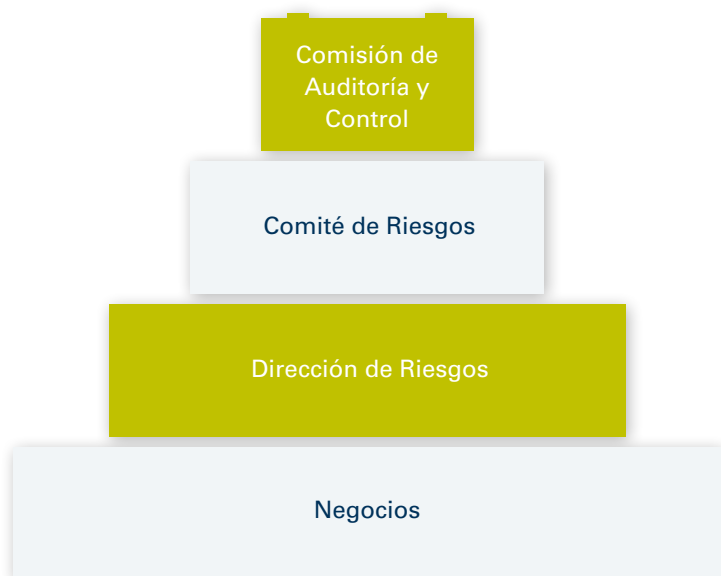 Comisión de
Auditoría y
Control
Comité de Riesgos
Dirección de Riesgos
Negocios